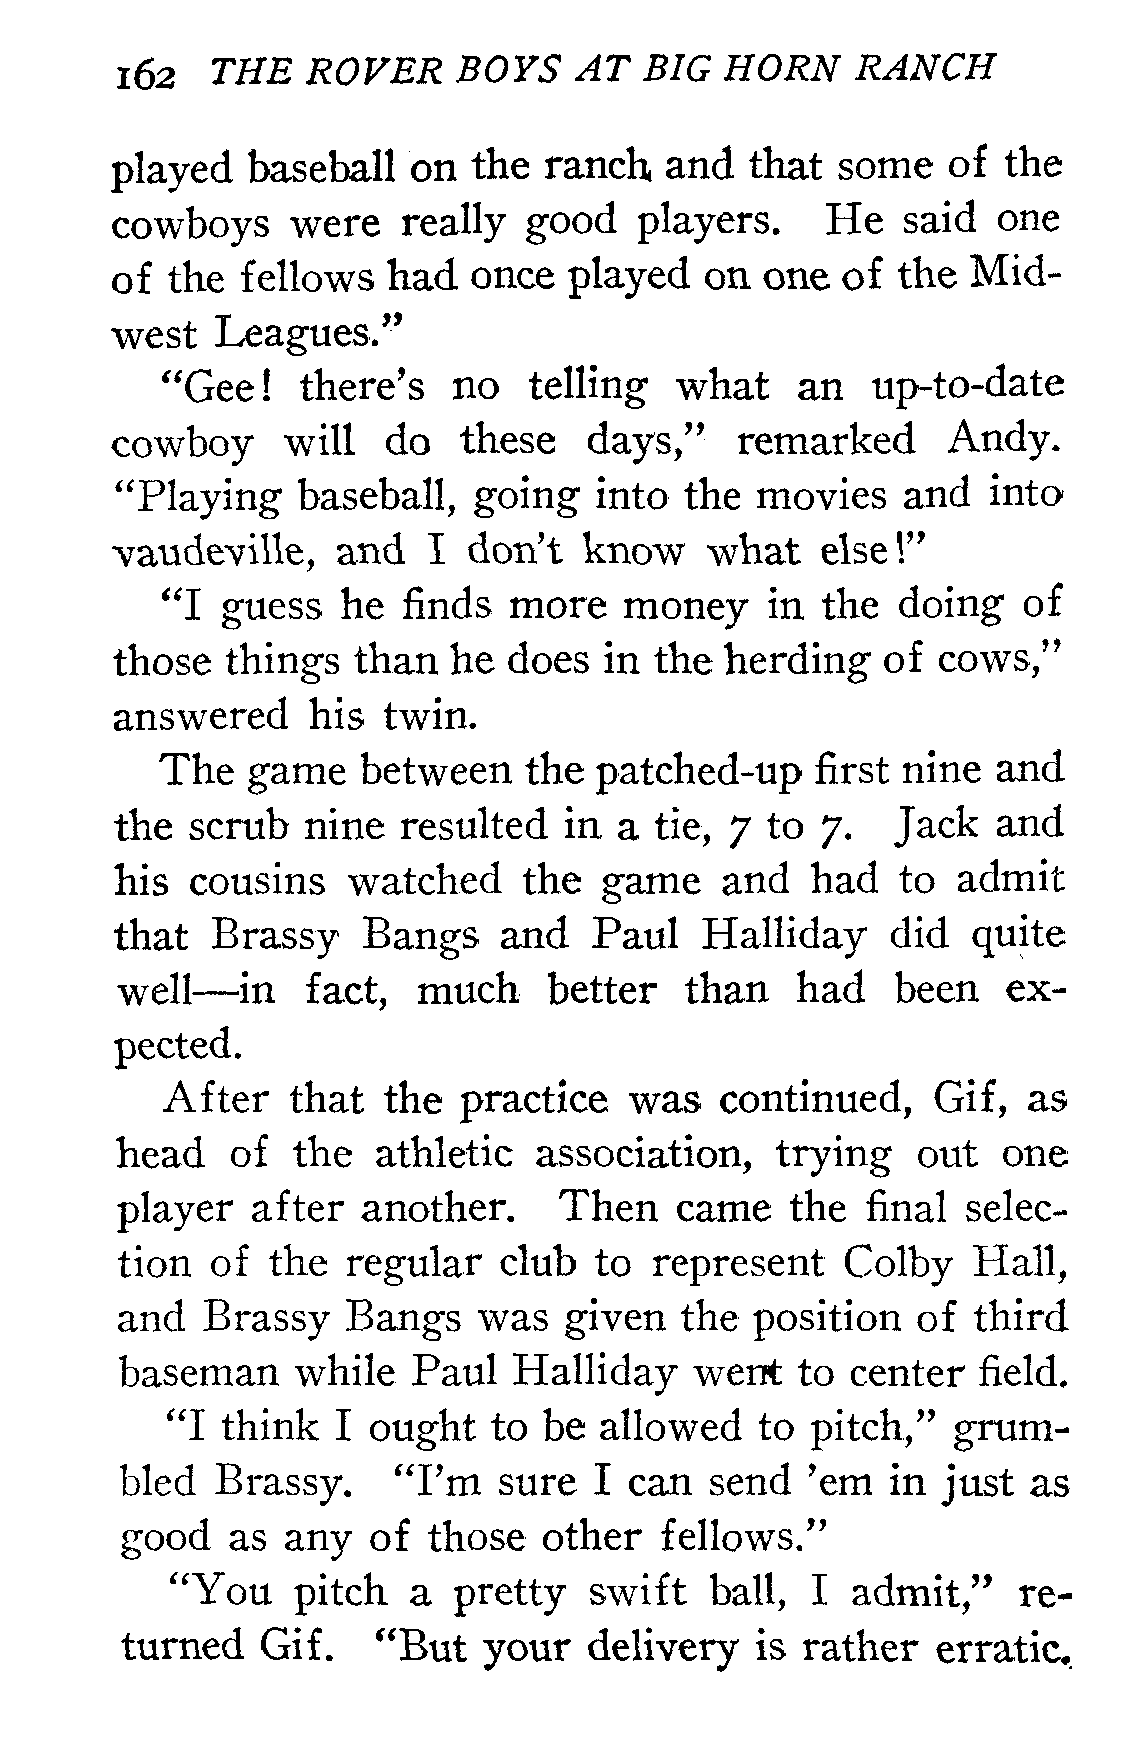 162 THE ROVER BOYS AT BIG HORN RANCH
played baseball on the ranch and that some of the
cowboys were really good players. He said one
of the fellows had once played on one of the Mid-
west Leagues."
"Gee! there's no telling what an up-to-date
cowboy will do these days," remarked Andy.
"Playing baseball, going into the movies and into
vaudeville, and I don't know what else!"
"I guess he finds more money in the doing of
those things than he does in the herding of cows,"
answered his twin.
The game between the patched-up first nine and
the scrub nine resulted in a tie, 7 to 7. Jack and
his cousins watched the game and had to admit
that Brassy Bangs and Paul Halliday did quite
well—in fact, much better than had been ex-
pected.
After that the practice was continued, Gif, as
head of the athletic association, trying out one
player after another. Then came the final selec-
tion of the regular club to represent Colby Hall,
and Brassy Bangs was given the position of third
baseman while Paul Halliday went to center field.
"I think I ought to be allowed to pitch," grum-
bled Brassy. "I'm sure I can send 'em in just as
good as any of those other fellows."
"You pitch a pretty swift ball, I admit," re-
turned Gif. "But your delivery is rather erratic.